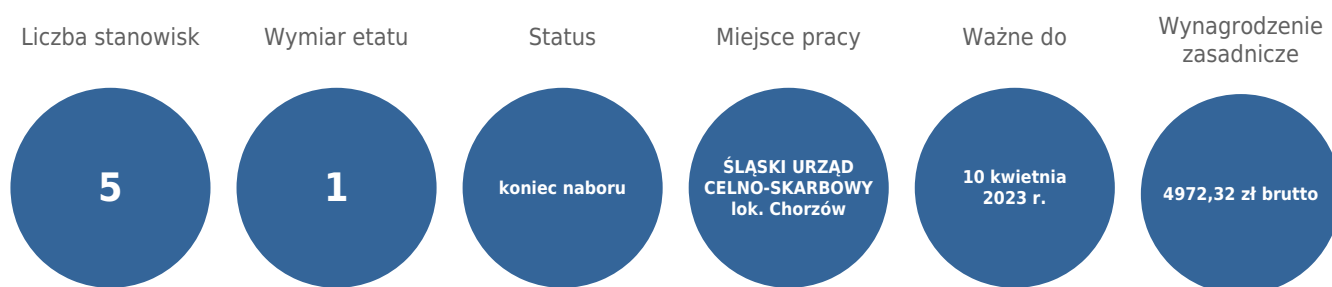 Liczba stanowisk
5
Wymiar etatu
1
Status
koniec naboru
Miejsce pracy
ŚLĄSKI URZĄD
CELNO-SKARBOWY
lok. Chorzów
Ważne do
10 kwietnia
2023 r.
Wynagrodzenie
zasadnicze
4972,32 zł brutto